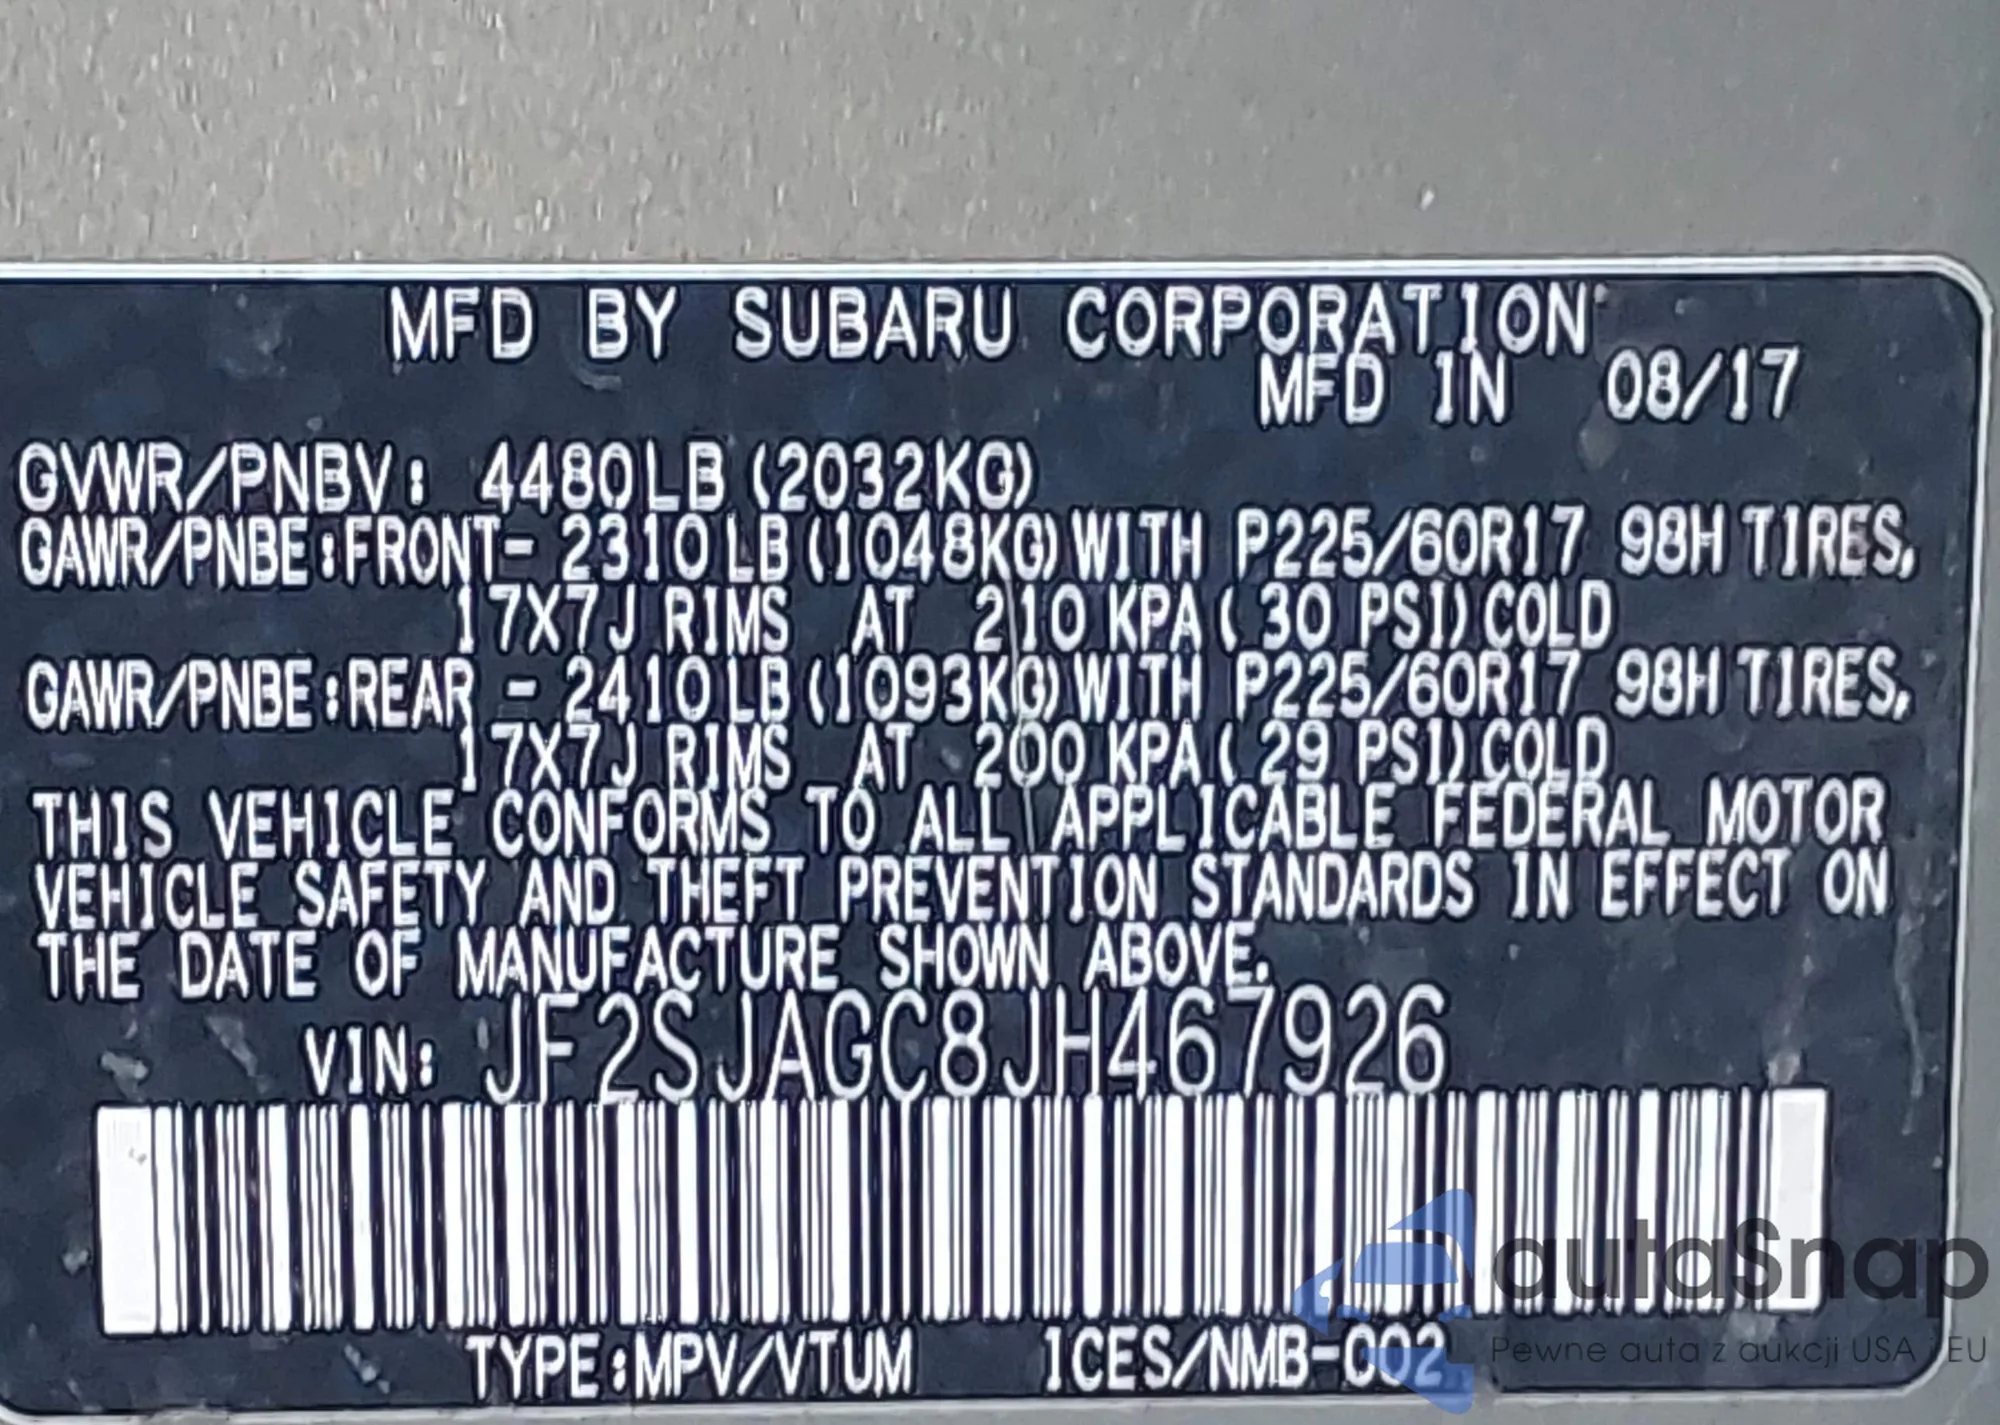 MFD BY SUBARU CORPORATION
MFD IN 08/17
GVWR/PNBV: 4480LB (2032KG)
GAWR/PNBE:FRONT- 2310LB (1048KG) WITH P225/60R17 98H TIRES,
17X7J RIMS AT 210 KPA ( 30 PSI) COLD
GAWR/PNBE:REAR - 2410LB (1093KG) WITH P225/60R17 98H TIRES,
17X7J RIMS AT 200 KPA ( 29 PSI) COLD
THIS VEHICLE CONFORMS TO ALL APPLICABLE FEDERAL MOTOR
VEHICLE SAFETY AND THEFT PREVENTION STANDARDS IN EFFECT ON
THE DATE OF MANUFACTURE SHOWN ABOVE.
VIN: JF2SJAGC8JH467926
TYPE:MPV/VTUM ICES/NMB-002
autaSnap
Pewne auta z aukcji USA i EU